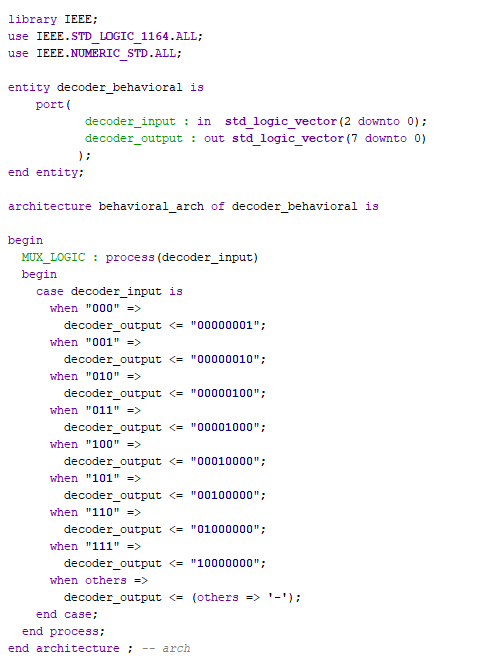 library IEEE;
use IEEE.STD_LOGIC_1164.ALL;
use IEEE.NUMERIC_STD.ALL;

entity decoder_behavioral is
    port(
           decoder_input : in  std_logic_vector(2 downto 0);
           decoder_output : out std_logic_vector(7 downto 0)
          );
end entity;

architecture behavioral_arch of decoder_behavioral is

begin
  MUX_LOGIC : process(decoder_input)
  begin
    case decoder_input is
      when "000" =>
        decoder_output <= "00000001";
      when "001" =>
        decoder_output <= "00000010";
      when "010" =>
        decoder_output <= "00000100";
      when "011" =>
        decoder_output <= "00001000";
      when "100" =>
        decoder_output <= "00010000";
      when "101" =>
        decoder_output <= "00100000";
      when "110" =>
        decoder_output <= "01000000";
      when "111" =>
        decoder_output <= "10000000";
      when others =>
        decoder_output <= (others => '-');
    end case;
  end process;
end architecture ; -- arch